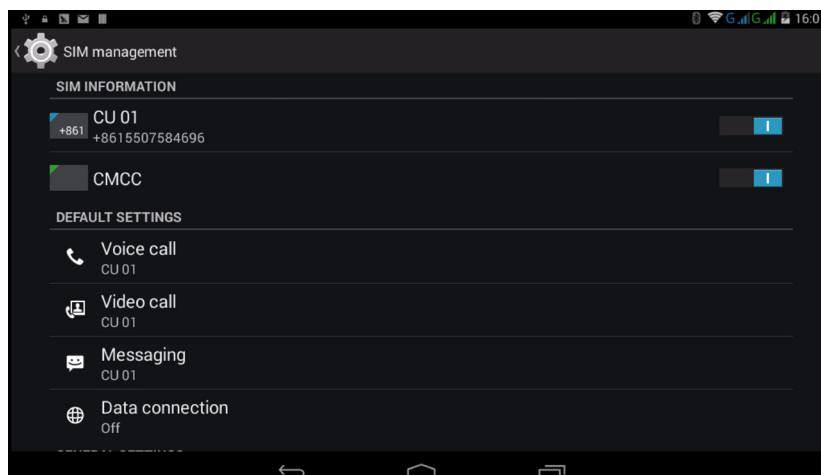 G G 16:0
SIM management
SIM INFORMATION
+861
CU 01
+8615507584696
CMCC
DEFAULT SETTINGS
Voice call
CU 01
Video call
CU 01
Messaging
CU 01
Data connection
Off